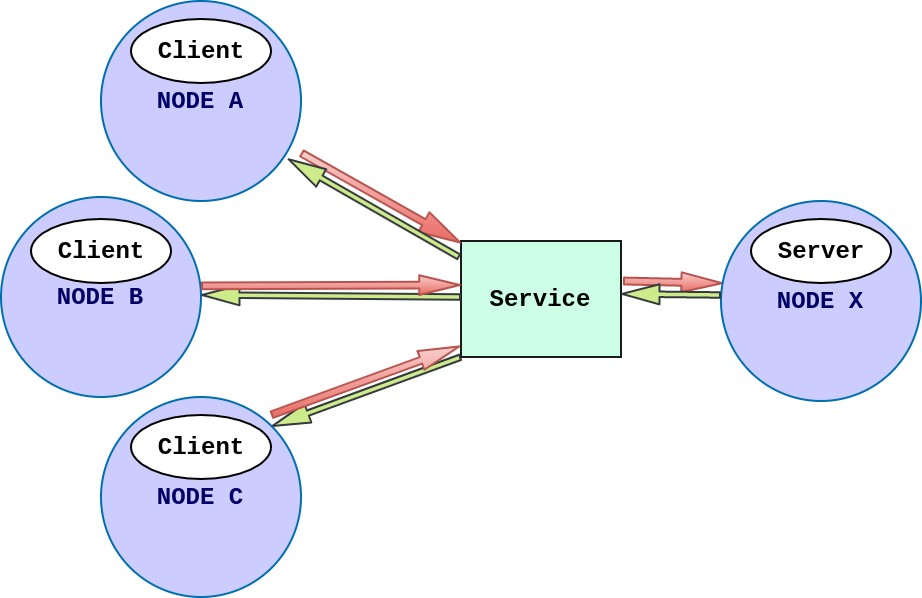 Client
NODE A
Client
NODE B
Service
Server
NODE X
Client
NODE C